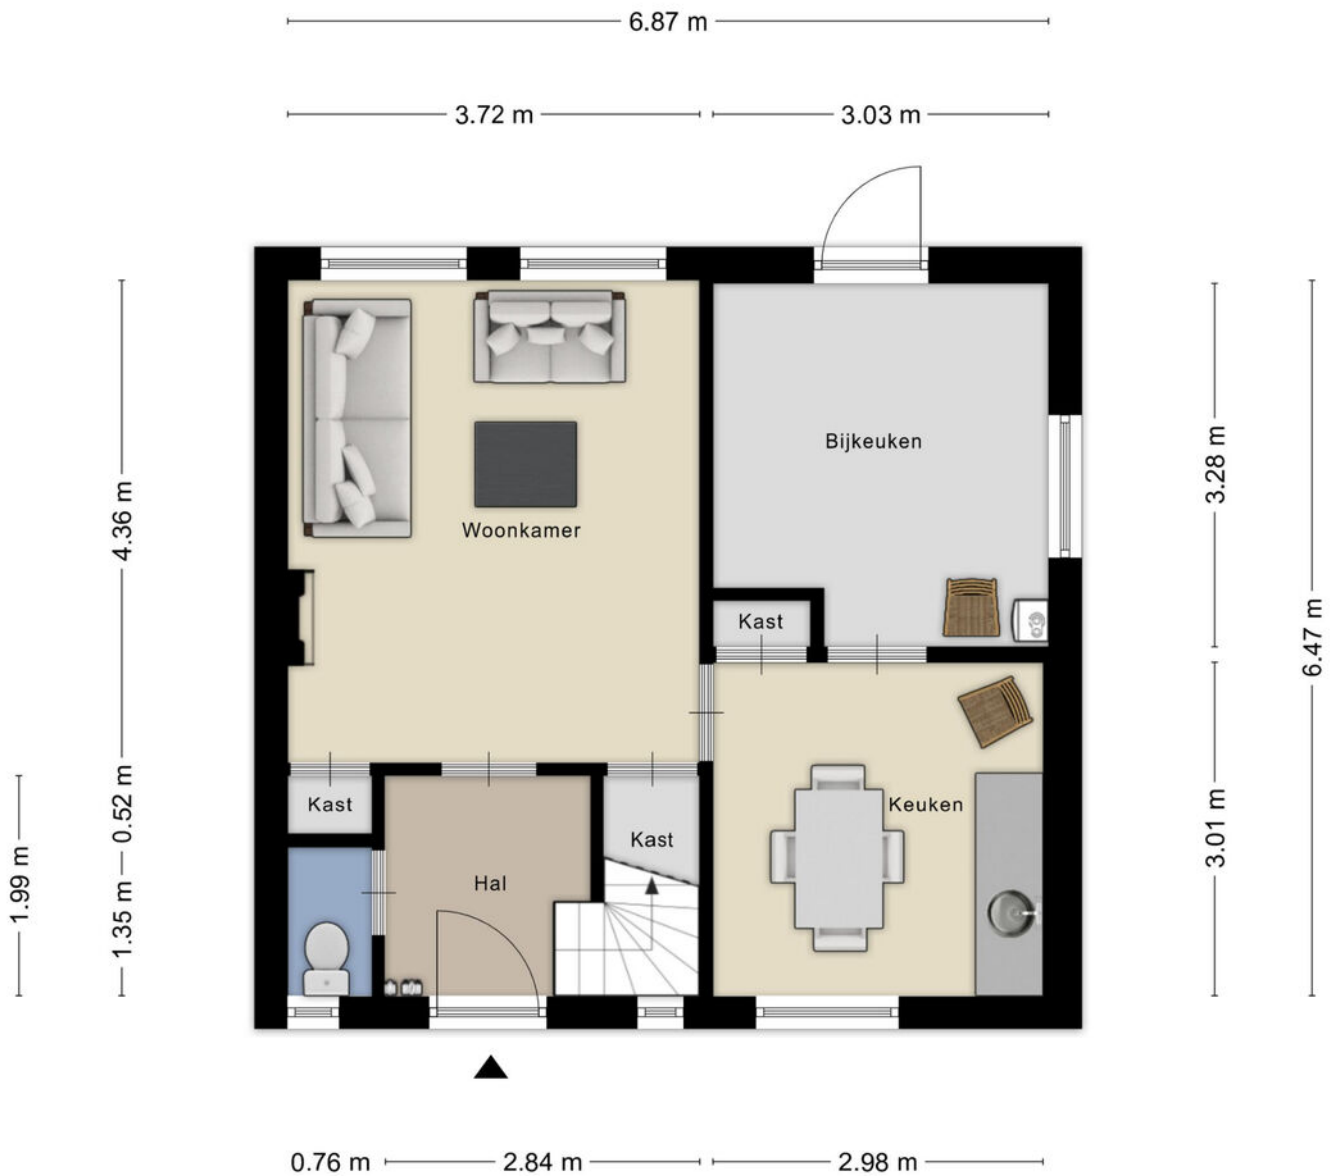 6.87 m
3.72 m
3.03 m
4.36 m
0.52 m
1.35 m
1.99 m
3.28 m
3.01 m
6.47 m
Bijkeuken
Woonkamer
Kast
Kast
Keuken
Kast
Hal
0.76 m
2.84 m
2.98 m